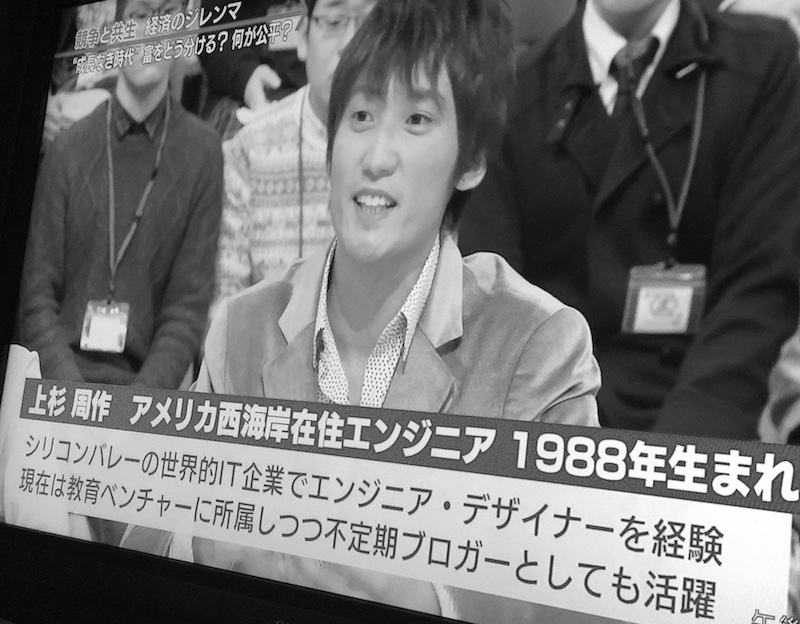 競争と共生 経済のジレンマ
"成長なき時代" 富をどう分ける？何が公平？
上杉 周作 アメリカ西海岸在住エンジニア 1988年生まれ
シリコンバレーの世界的IT企業でエンジニア・デザイナーを経験
現在は教育ベンチャーに所属しつつ不定期ブロガーとしても活躍